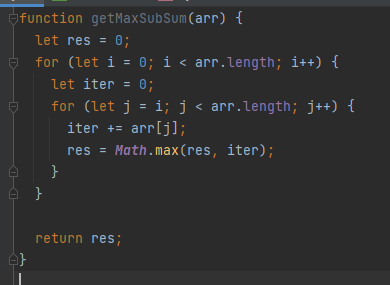 function getMaxSubSum(arr) {
  let res = 0;
  for (let i = 0; i < arr.length; i++) {
    let iter = 0;
    for (let j = i; j < arr.length; j++) {
      iter += arr[j];
      res = Math.max(res, iter);
    }
  }

  return res;
}